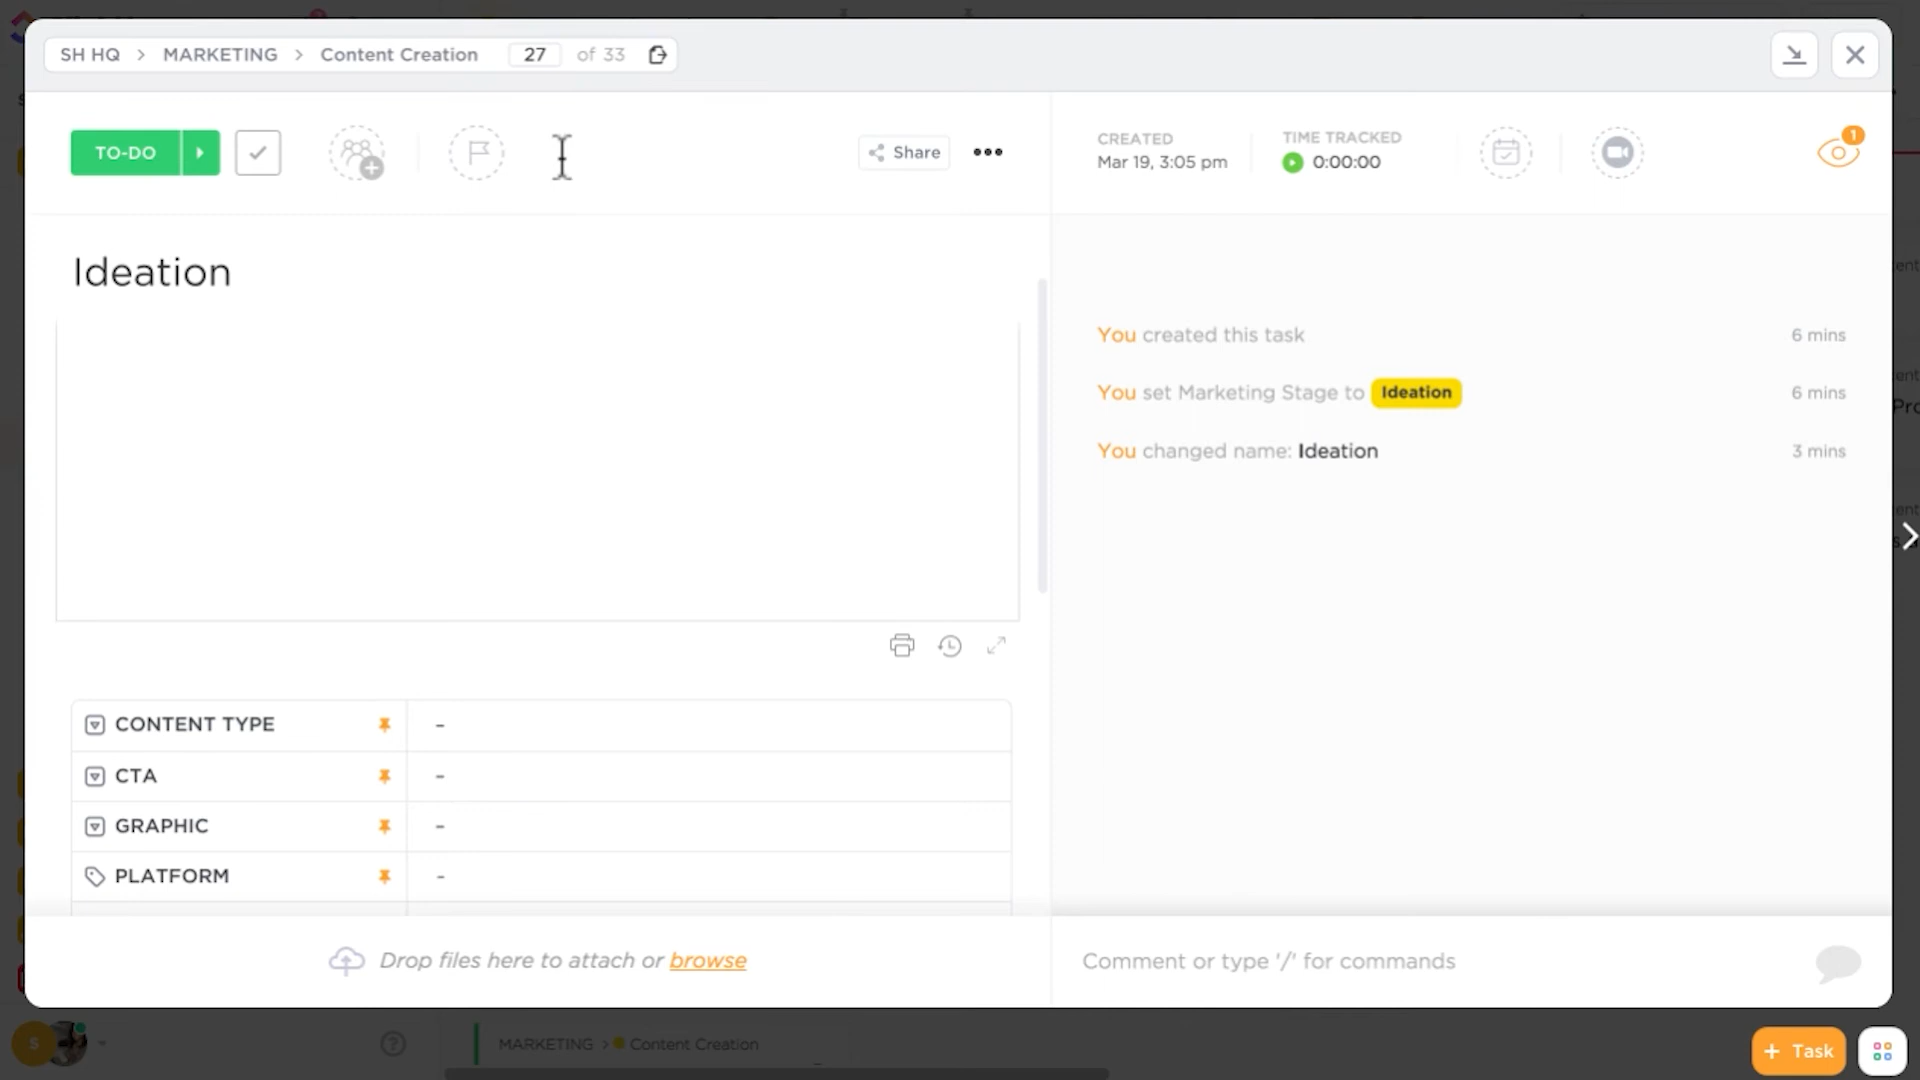 SH HQ > MARKETING > Content Creation 27 of 33
TO-DO
Share
•••
CREATED
Mar 19, 3:05 pm
TIME TRACKED
0:00:00
1
Ideation
You created this task 6 mins
You set Marketing Stage to Ideation 6 mins
You changed name: Ideation 3 mins
CONTENT TYPE –
CTA –
GRAPHIC –
PLATFORM -
Drop files here to attach or browse
Comment or type '/' for commands
S
?
MARKETING > Content Creation
+ Task